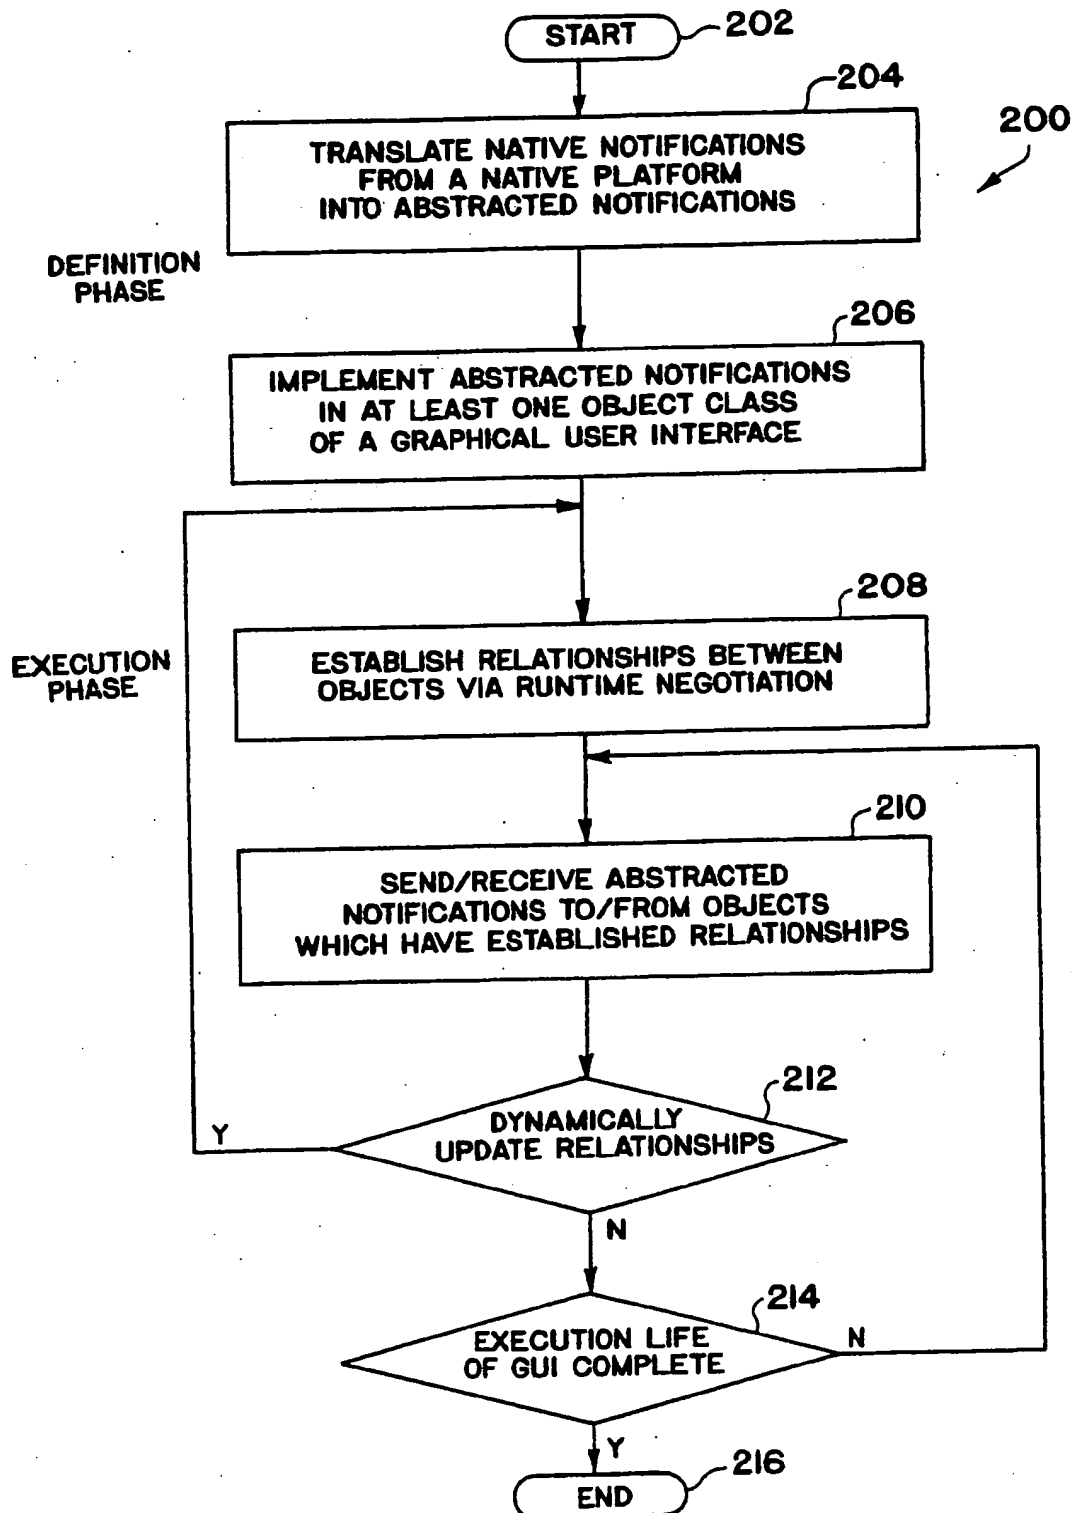 START
202
204
200
TRANSLATE NATIVE NOTIFICATIONS
FROM A NATIVE PLATFORM
INTO ABSTRACTED NOTIFICATIONS
DEFINITION
PHASE
206
IMPLEMENT ABSTRACTED NOTIFICATIONS
IN AT LEAST ONE OBJECT CLASS
OF A GRAPHICAL USER INTERFACE
208
EXECUTION
PHASE
ESTABLISH RELATIONSHIPS BETWEEN
OBJECTS VIA RUNTIME NEGOTIATION
210
SEND/RECEIVE ABSTRACTED
NOTIFICATIONS TO/FROM OBJECTS
WHICH HAVE ESTABLISHED RELATIONSHIPS
212
DYNAMICALLY
UPDATE RELATIONSHIPS
Y
N
214
EXECUTION LIFE
OF GUI COMPLETE
N
Y
216
END